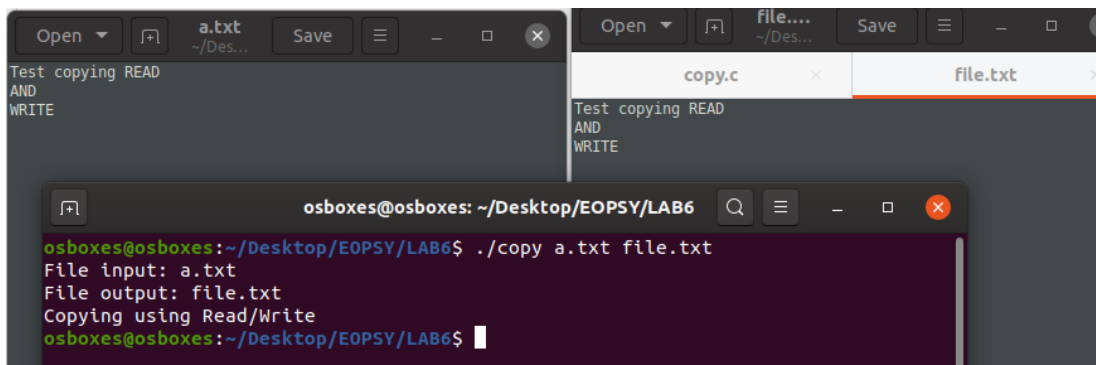 Open
a.txt
~/Des...
Save
Test copying READ
AND
WRITE
Open
file....
~/Des...
Save
copy.c
file.txt
Test copying READ
AND
WRITE
osboxes@osboxes: ~/Desktop/EOPSY/LAB6
osboxes@osboxes:~/Desktop/EOPSY/LAB6$ ./copy a.txt file.txt
File input: a.txt
File output: file.txt
Copying using Read/Write
osboxes@osboxes:~/Desktop/EOPSY/LAB6$